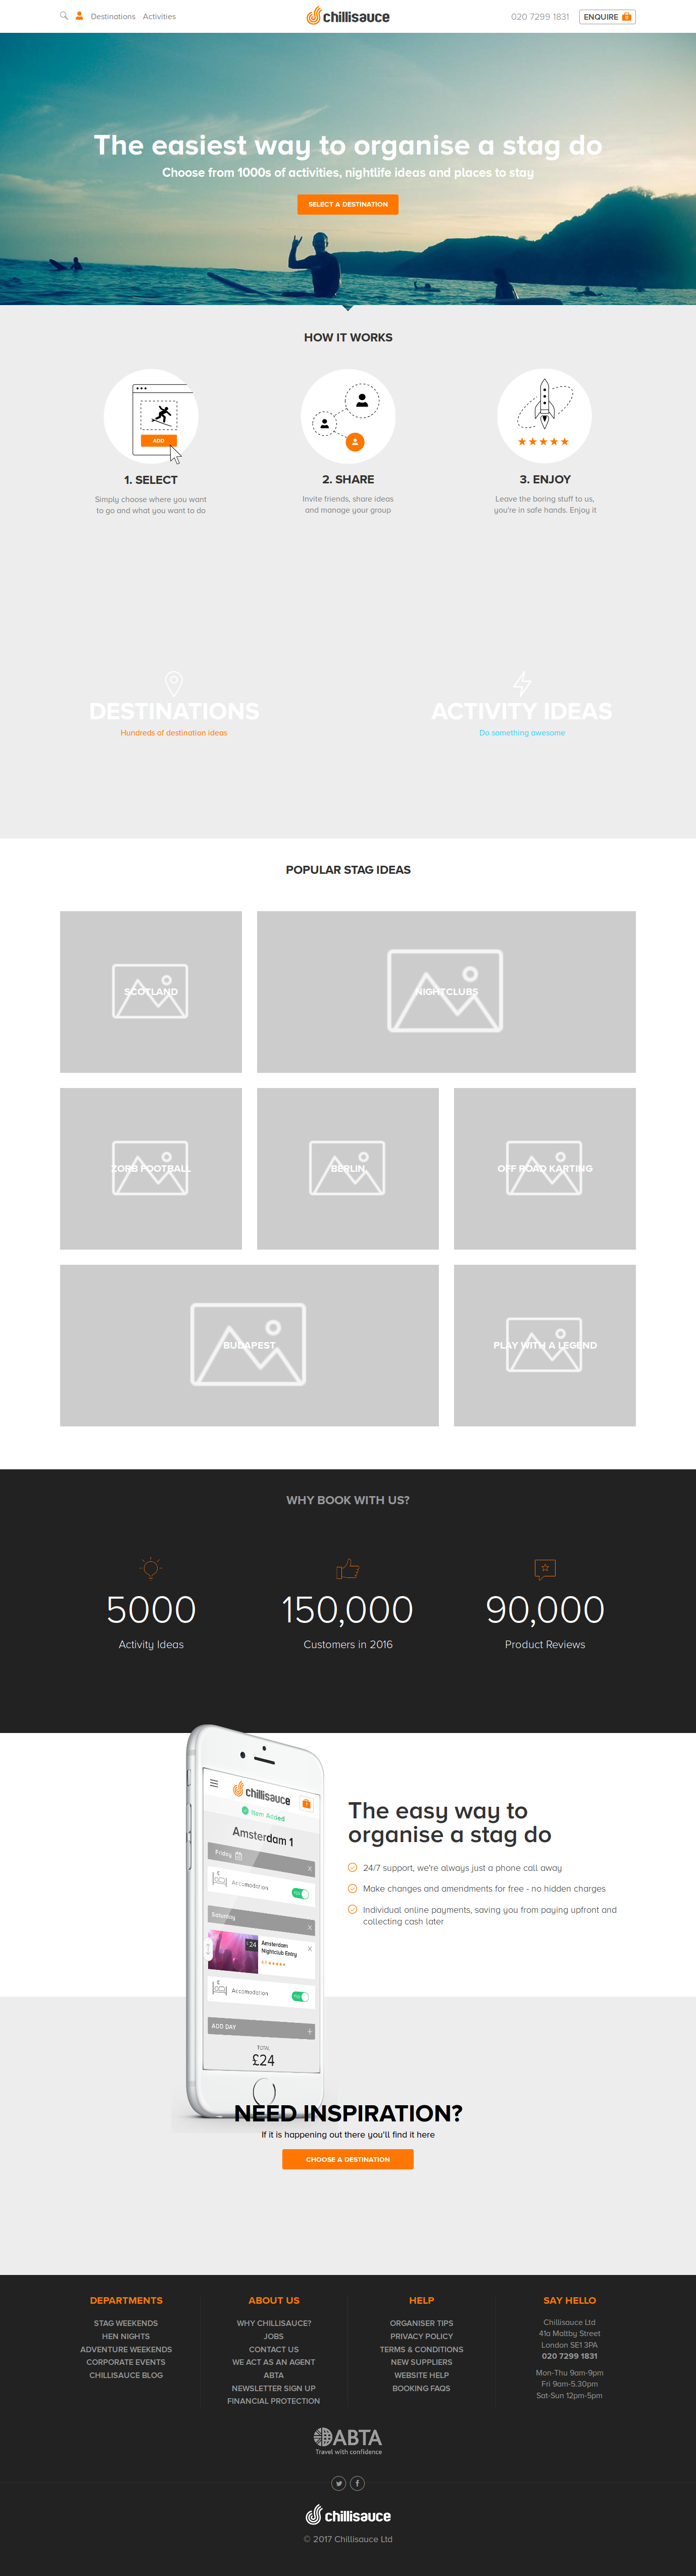 Destinations Activities
chillisauce
020 7299 1831
ENQUIRE
The easiest way to organise a stag do
Choose from 1000s of activities, nightlife ideas and places to stay
SELECT A DESTINATION
HOW IT WORKS
ADD
1. SELECT
Simply choose where you want
to go and what you want to do
2. SHARE
Invite friends, share ideas
and manage your group
3. ENJOY
Leave the boring stuff to us,
you're in safe hands. Enjoy it
DESTINATIONS
Hundreds of destination ideas
ACTIVITY IDEAS
Do something awesome
POPULAR STAG IDEAS
SCOTLAND
NIGHTCLUBS
ZORB FOOTBALL
BERLIN
OFF ROAD KARTING
BUDAPEST
PLAY WITH A LEGEND
WHY BOOK WITH US?
5000
Activity Ideas
150,000
Customers in 2016
90,000
Product Reviews
chillisauce
Item Added
Amsterdam 1
Friday
Accomodation
Saturday
24
Amsterdam
Nightclub Entry
Accomodation
ADD DAY
TOTAL
£24
The easy way to
organise a stag do
24/7 support, we're always just a phone call away
Make changes and amendments for free - no hidden charges
Individual online payments, saving you from paying upfront and
collecting cash later
NEED INSPIRATION?
If it is happening out there you'll find it here
CHOOSE A DESTINATION
DEPARTMENTS
STAG WEEKENDS
HEN NIGHTS
ADVENTURE WEEKENDS
CORPORATE EVENTS
CHILLISAUCE BLOG
ABOUT US
WHY CHILLISAUCE?
JOBS
CONTACT US
WE ACT AS AN AGENT
ABTA
NEWSLETTER SIGN UP
FINANCIAL PROTECTION
HELP
ORGANISER TIPS
PRIVACY POLICY
TERMS & CONDITIONS
NEW SUPPLIERS
WEBSITE HELP
BOOKING FAQS
SAY HELLO
Chillisauce Ltd
41a Maltby Street
London SE1 3PA
020 7299 1831
Mon-Thu 9am-9pm
Fri 9am-5.30pm
Sat-Sun 12pm-5pm
ABTA
Travel with confidence
chillisauce
© 2017 Chillisauce Ltd